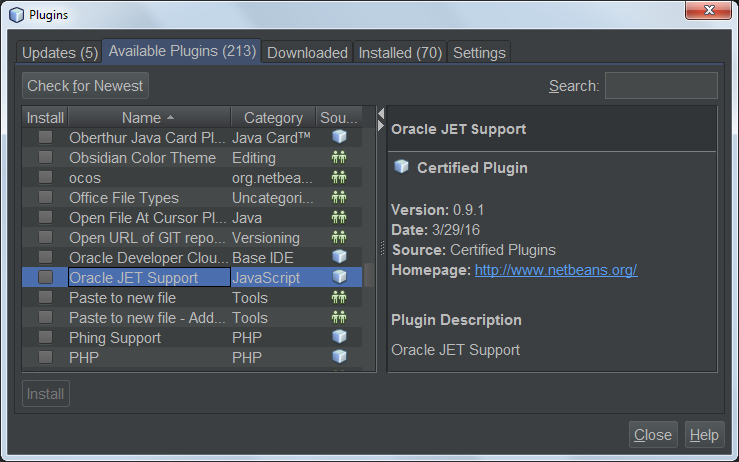 Plugins
Updates (5) Available Plugins (213) Downloaded Installed (70) Settings
Check for Newest Search:
Install Name Category Sou...
Oberthur Java Card Pl... Java Card™
Obsidian Color Theme Editing
ocos org.netbea...
Office File Types Uncategori...
Open File At Cursor Pl... Java
Open URL of GIT repo... Versioning
Oracle Developer Clou... Base IDE
Oracle JET Support JavaScript
Paste to new file Tools
Paste to new file - Add... Tools
Phing Support PHP
PHP PHP
Oracle JET Support
Certified Plugin
Version: 0.9.1
Date: 3/29/16
Source: Certified Plugins
Homepage: http://www.netbeans.org/
Plugin Description
Oracle JET Support
Install
Close Help